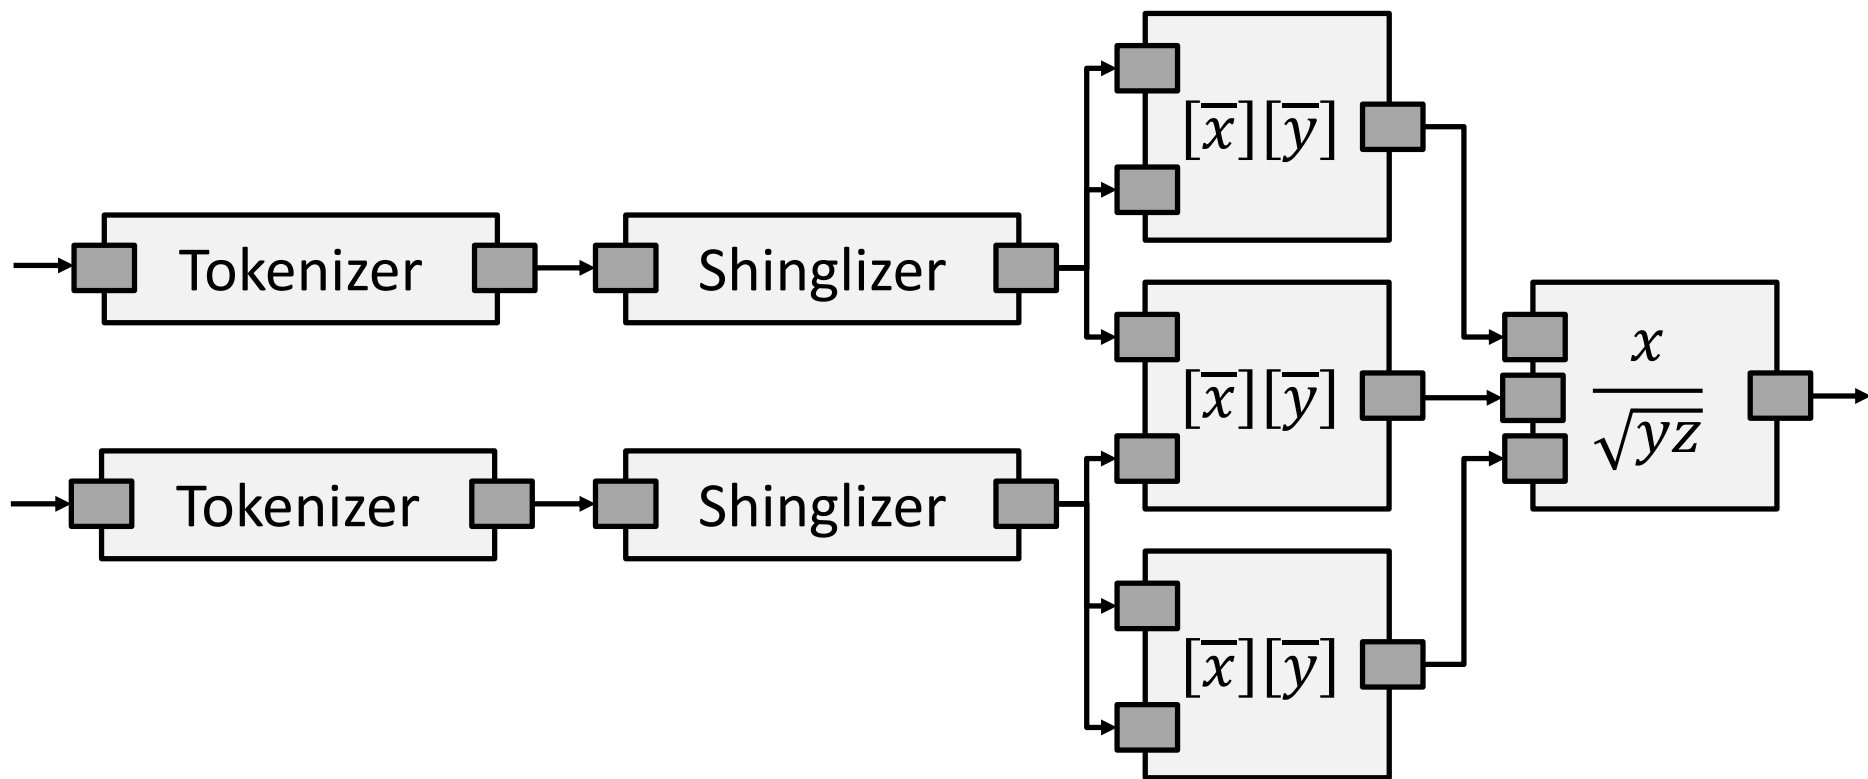 [x̅][y̅]
Tokenizer
Shinglizer
[x̅][y̅]
x
√yz
Tokenizer
Shinglizer
[x̅][y̅]